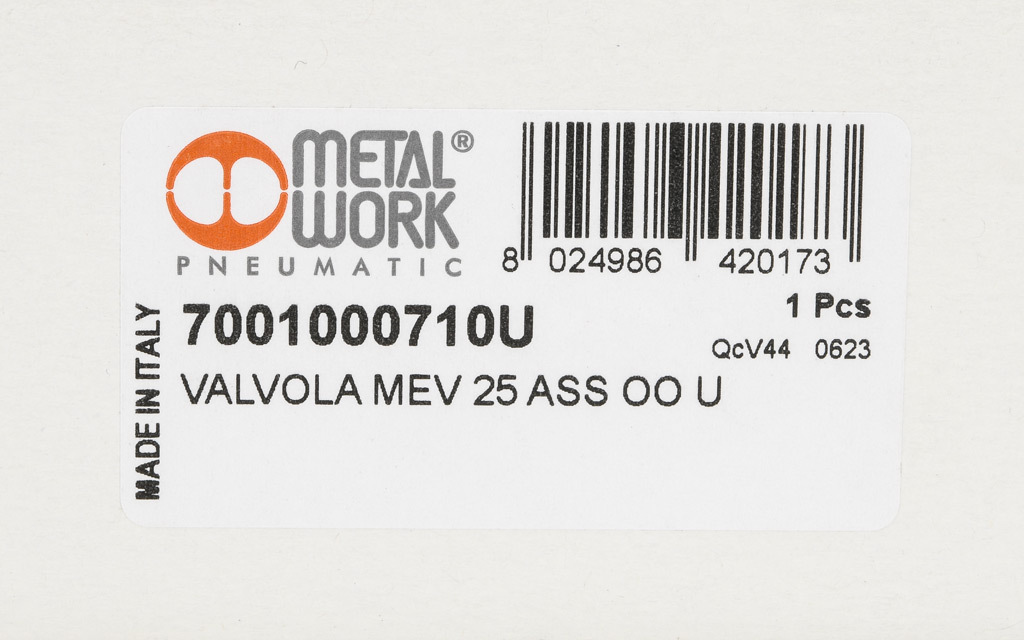 METAL®
WORK
PNEUMATIC
8 024986 420173
MADE IN ITALY
7001000710U
1 Pcs
QcV44 0623
VALVOLA MEV 25 ASS OO U